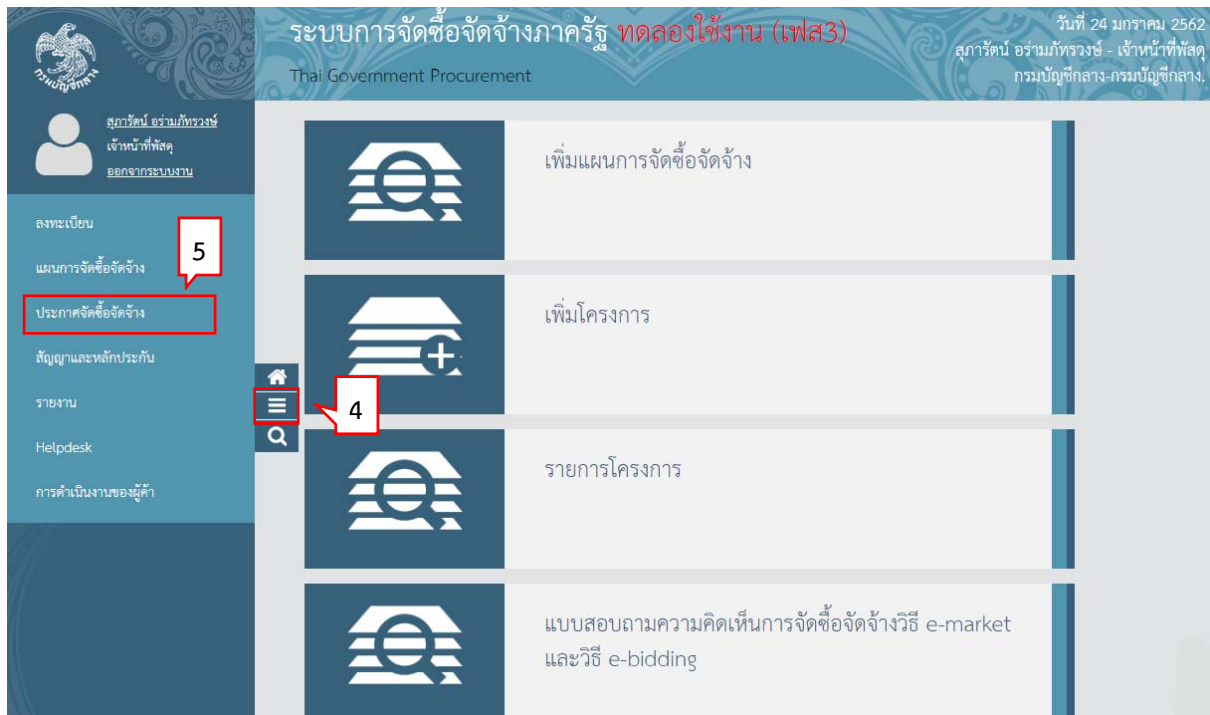 ระบบการจัดซื้อจัดจ้างภาครัฐ ทดลองใช้งาน (เฟส3)
Thai Government Procurement
วันที่ 24 มกราคม 2562
สุภารัตน์ อร่ามภัทรวงษ์ - เจ้าหน้าที่พัสดุ
กรมบัญชีกลาง-กรมบัญชีกลาง.
กรมบัญชีกลาง
สุภารัตน์ อร่ามภัทรวงษ์
เจ้าหน้าที่พัสดุ
ออกจากระบบงาน
ลงทะเบียน
5
แผนการจัดซื้อจัดจ้าง
ประกาศจัดซื้อจัดจ้าง
สัญญาและหลักประกัน
รายงาน
4
Helpdesk
การดำเนินงานของผู้ค้า
เพิ่มแผนการจัดซื้อจัดจ้าง
เพิ่มโครงการ
รายการโครงการ
แบบสอบถามความคิดเห็นการจัดซื้อจัดจ้างวิธี e-market
และวิธี e-bidding